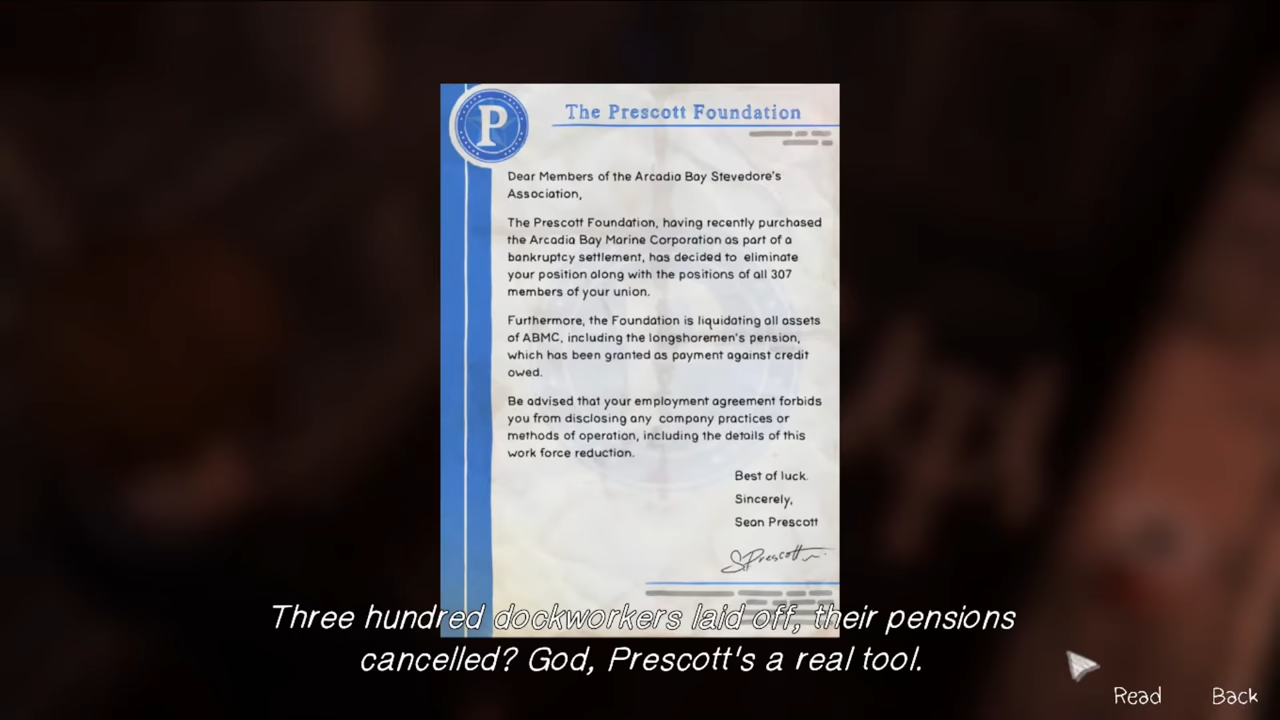 P
The Prescott Foundation
Dear Members of the Arcadia Bay Stevedore's
Association,
The Prescott Foundation, having recently purchased
the Arcadia Bay Marine Corporation as part of a
bankruptcy settlement, has decided to eliminate
your position along with the positions of all 307
members of your union.
Furthermore, the Foundation is liquidating all assets
of ABMC, including the longshoremen's pension,
which has been granted as payment against credit
owed.
Be advised that your employment agreement forbids
you from disclosing any company practices or
methods of operation, including the details of this
work force reduction.
Best of luck.
Sincerely,
Sean Prescott
S. Prescott
Three hundred dockworkers laid off, their pensions
cancelled? God, Prescott's a real tool.
Read Back